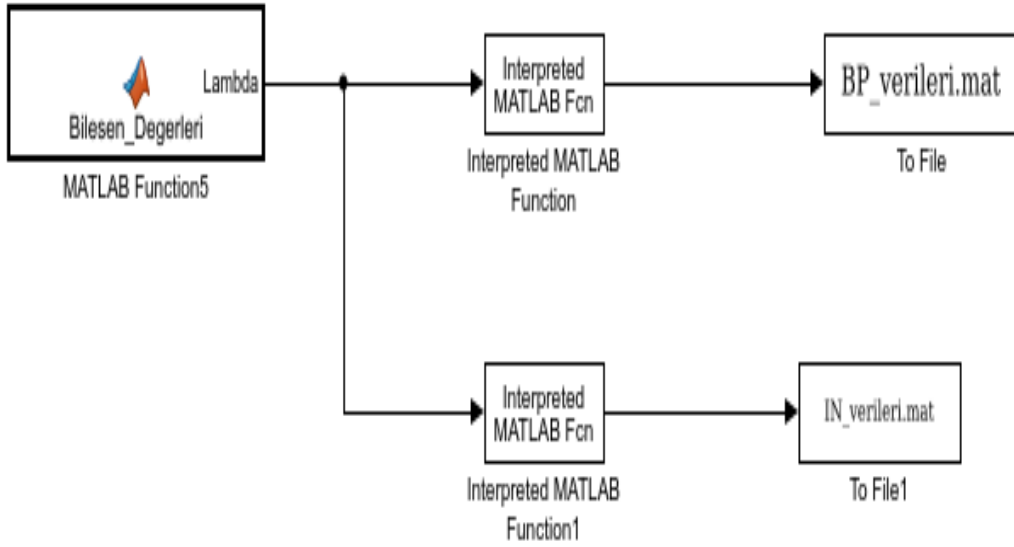 Lambda
Bilesen_Degerleri
MATLAB Function5
Interpreted
MATLAB Fcn
Interpreted MATLAB
Function
BP_verileri.mat
To File
Interpreted
MATLAB Fcn
Interpreted MATLAB
Function1
IN_verileri.mat
To File1